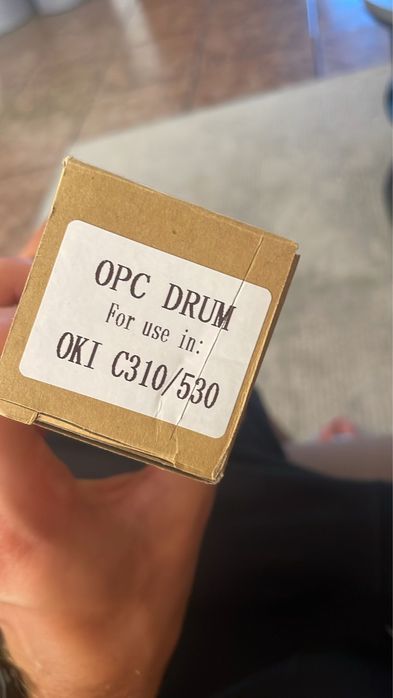 OPC DRUM
For use in:
OKI C310/530